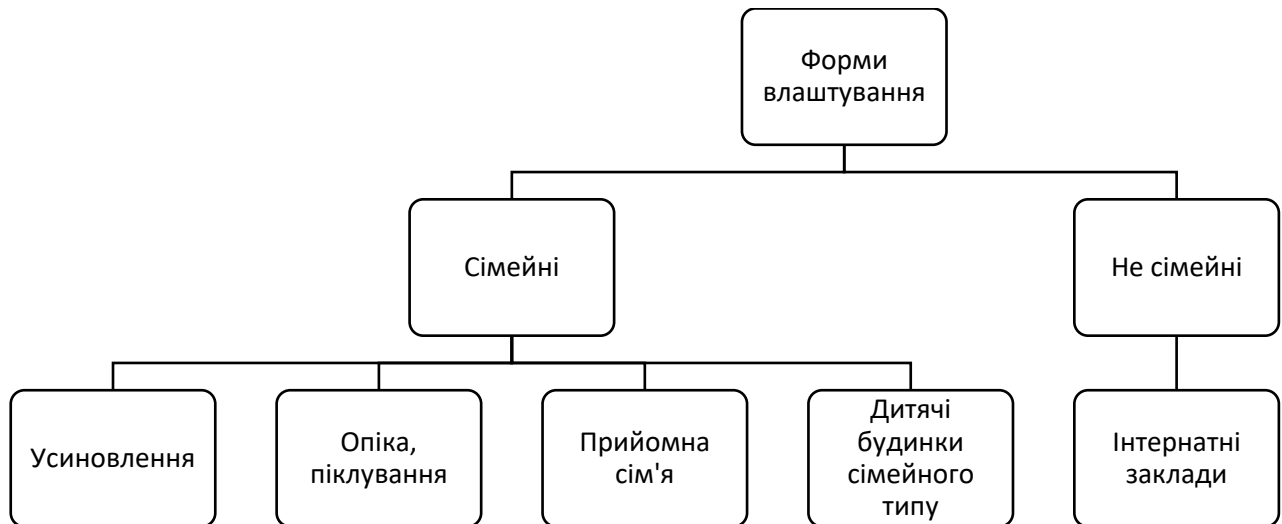 Форми
влаштування
Сімейні
Не сімейні
Усиновлення
Опіка,
піклування
Прийомна
сім'я
Дитячі
будинки
сімейного
типу
Інтернатні
заклади